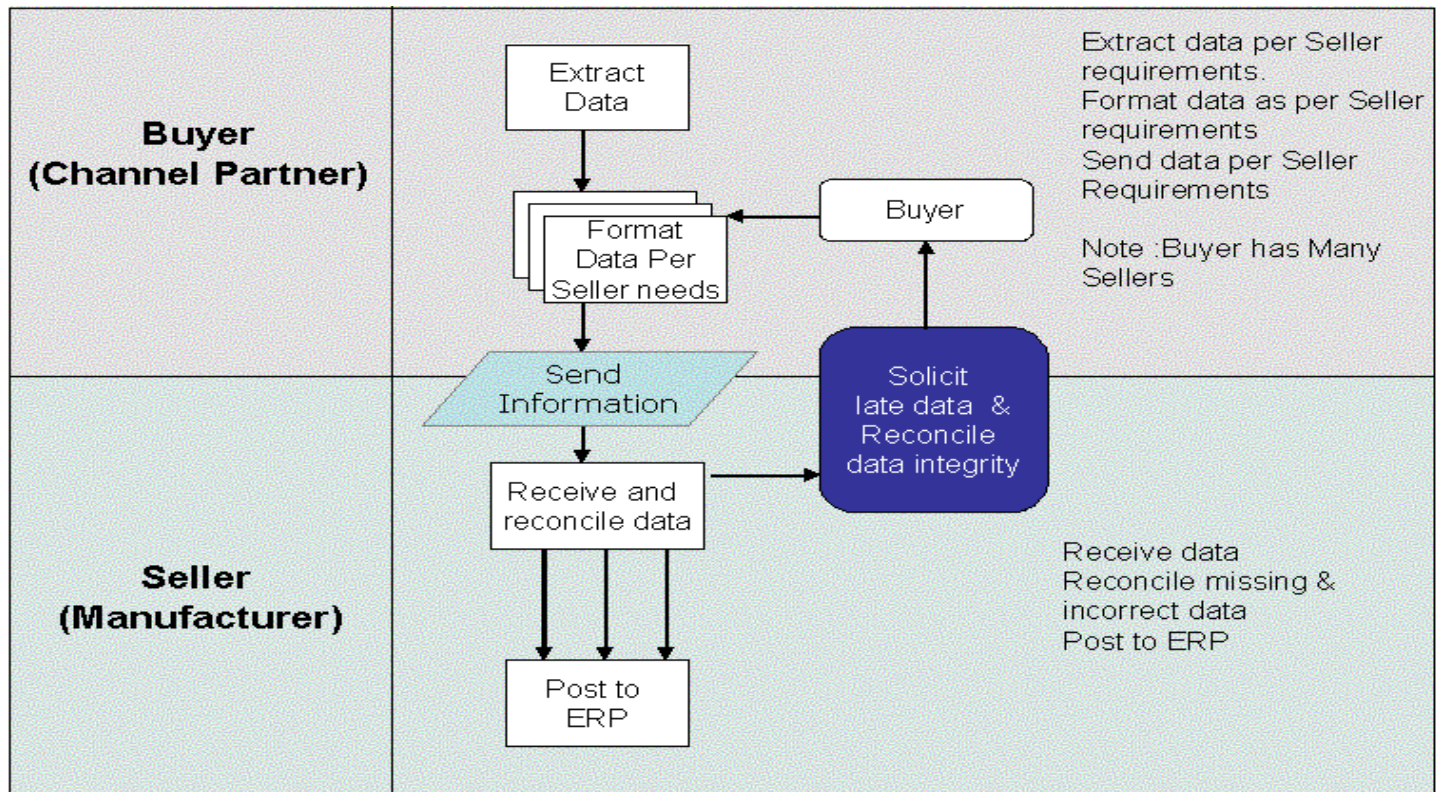 Buyer
(Channel Partner)
Extract
Data
Format
Data Per
Seller needs
Buyer
Extract data per Seller
requirements.
Format data as per Seller
requirements
Send data per Seller
Requirements
Note :Buyer has Many
Sellers
Send
Information
Solicit
late data & 
Reconcile
data integrity
Seller
(Manufacturer)
Receive and
reconcile data
Post to
ERP
Receive data
Reconcile missing &
incorrect data
Post to ERP